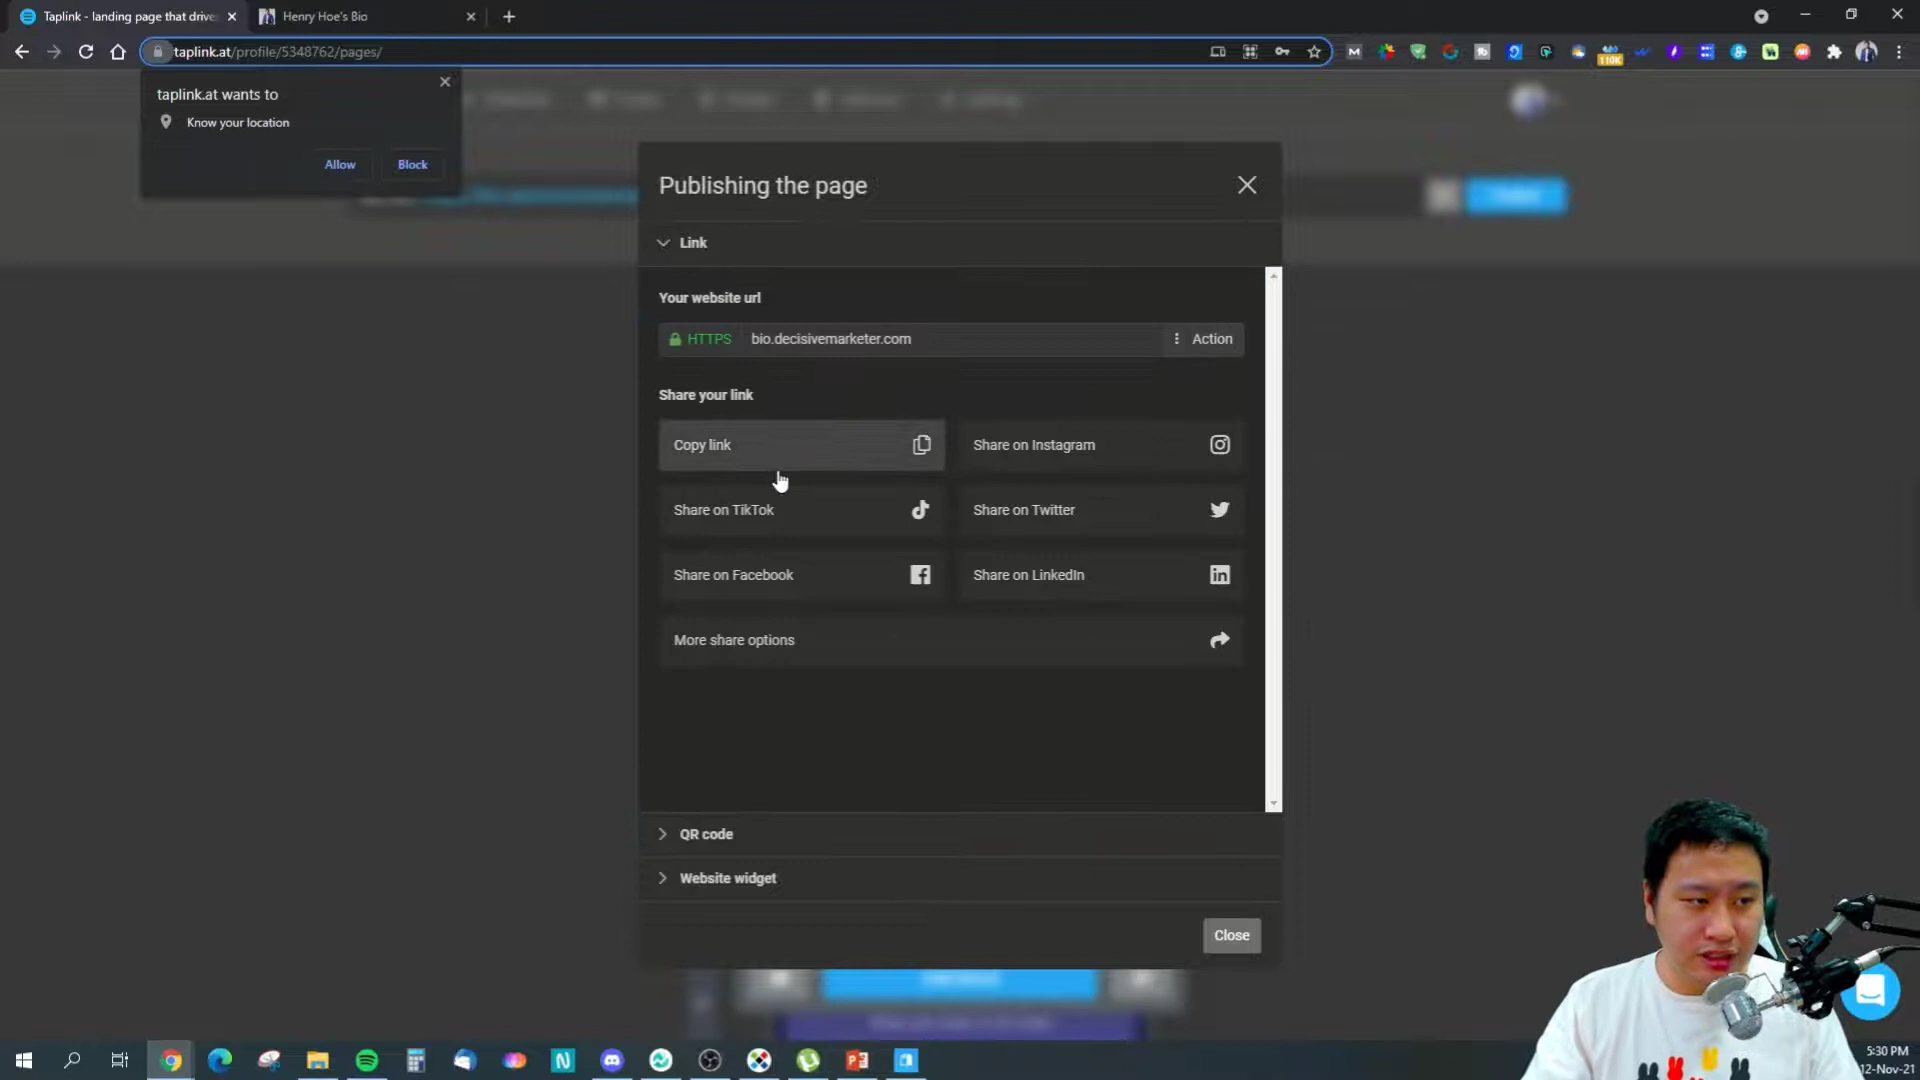 Taplink - landing page that drive
Henry Hoe's Bio
taplink.at/profile/5348762/pages/
110K
taplink.at wants to
Know your location
Allow
Block
Publishing the page
Link
Your website url
HTTPS
bio.decisivemarketer.com
Action
Share your link
Copy link
Share on Instagram
Share on TikTok
Share on Twitter
Share on Facebook
Share on LinkedIn
More share options
QR code
Website widget
Close
5:30 PM
12-Nov-21